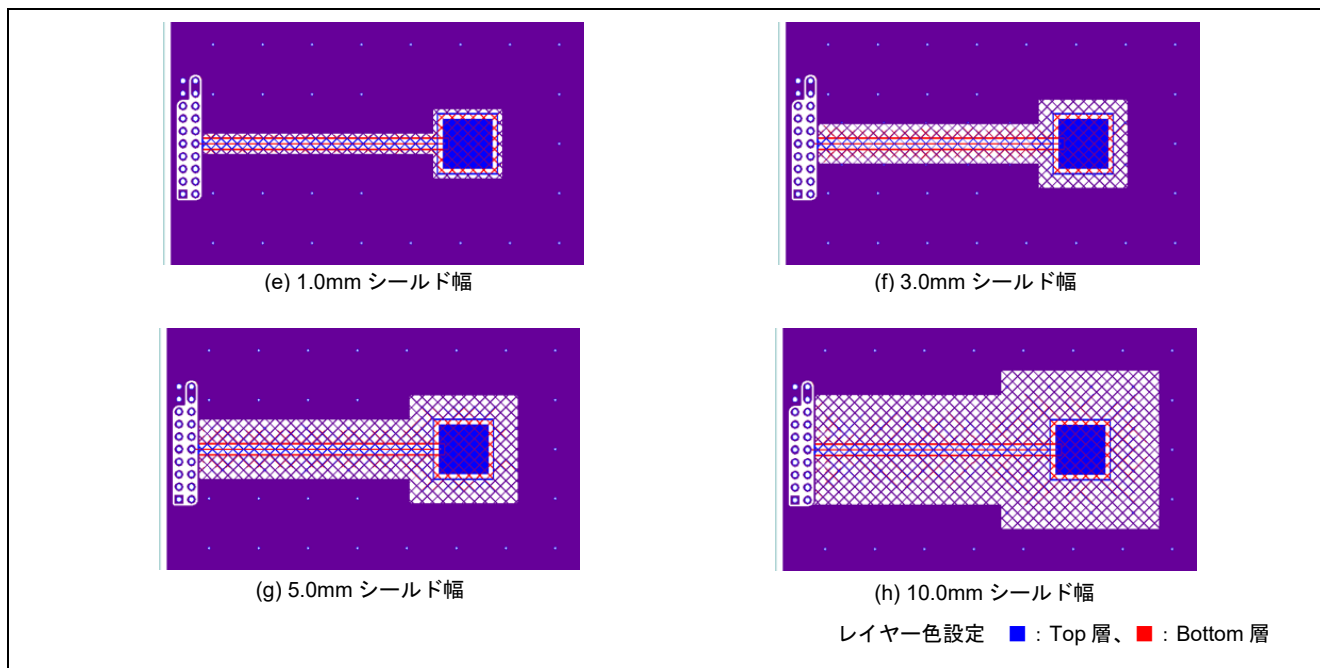 (e) 1.0mm シールド幅
(f) 3.0mm シールド幅
(g) 5.0mm シールド幅
(h) 10.0mm シールド幅
レイヤー色設定 ■：Top 層、■：Bottom 層